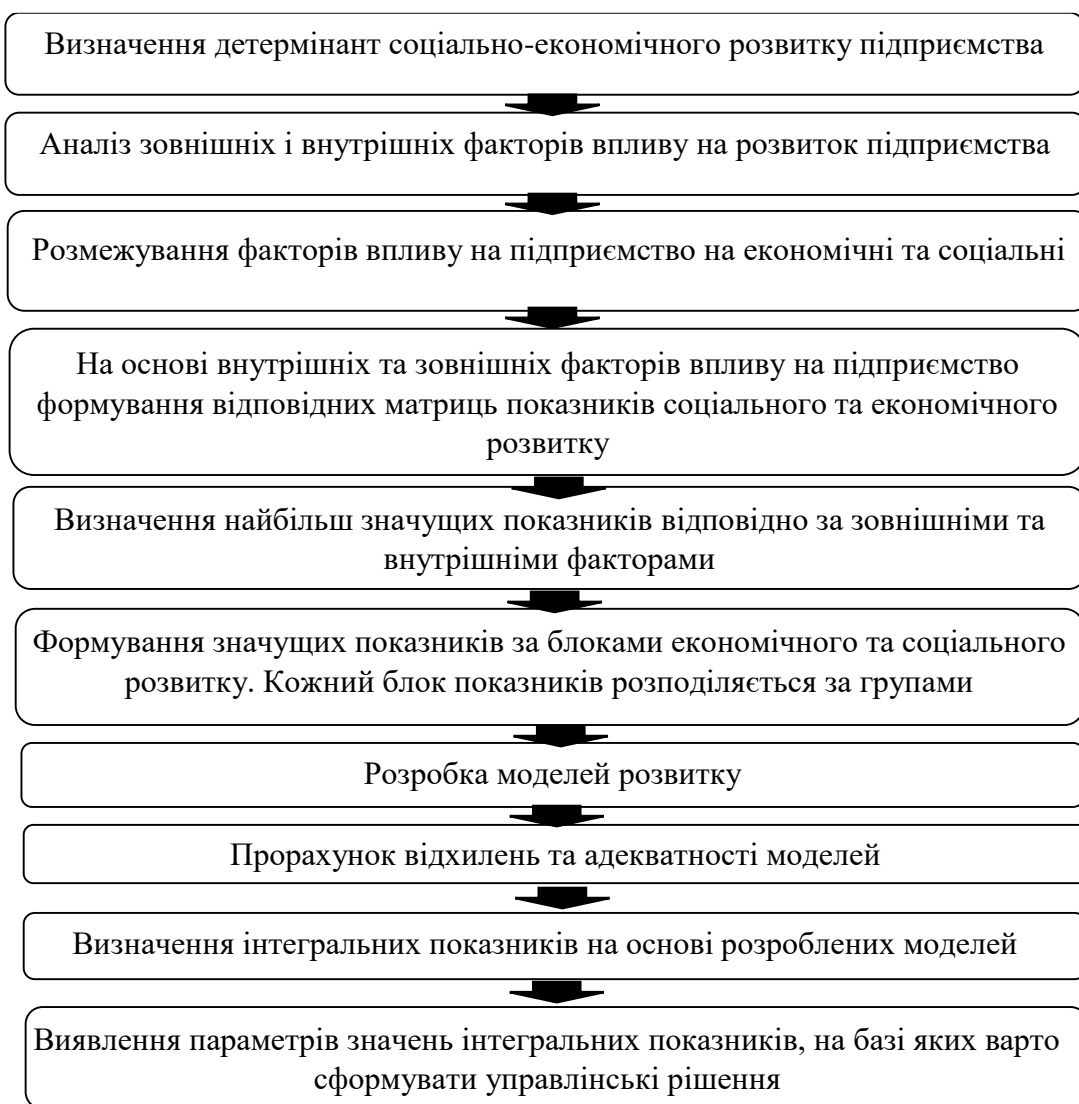 Визначення детермінант соціально-економічного розвитку підприємства
Аналіз зовнішніх і внутрішніх факторів впливу на розвиток підприємства
Розмежування факторів впливу на підприємство на економічні та соціальні
На основі внутрішніх та зовнішніх факторів впливу на підприємство
формування відповідних матриць показників соціального та економічного
розвитку
Визначення найбільш значущих показників відповідно за зовнішніми та
внутрішніми факторами
Формування значущих показників за блоками економічного та соціального
розвитку. Кожний блок показників розподіляється за групами
Розробка моделей розвитку
Прорахунок відхилень та адекватності моделей
Визначення інтегральних показників на основі розроблених моделей
Виявлення параметрів значень інтегральних показників, на базі яких варто
сформувати управлінські рішення